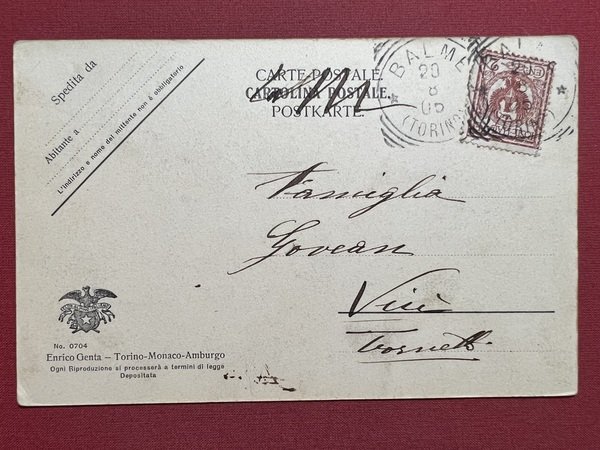 Spedita da
Abitante a
L'indirizzo e nome del mittente non è obbligatorio
CARTE-POSTALE.
CARTOLINA POSTALE.
POSTKARTE.
BALME
20
8
05
(TORINO)
Famiglia
Govean
Viù
No. 0704
Enrico Genta — Torino-Monaco-Amburgo
Ogni Riproduzione si processerà a termini di legge
Depositata